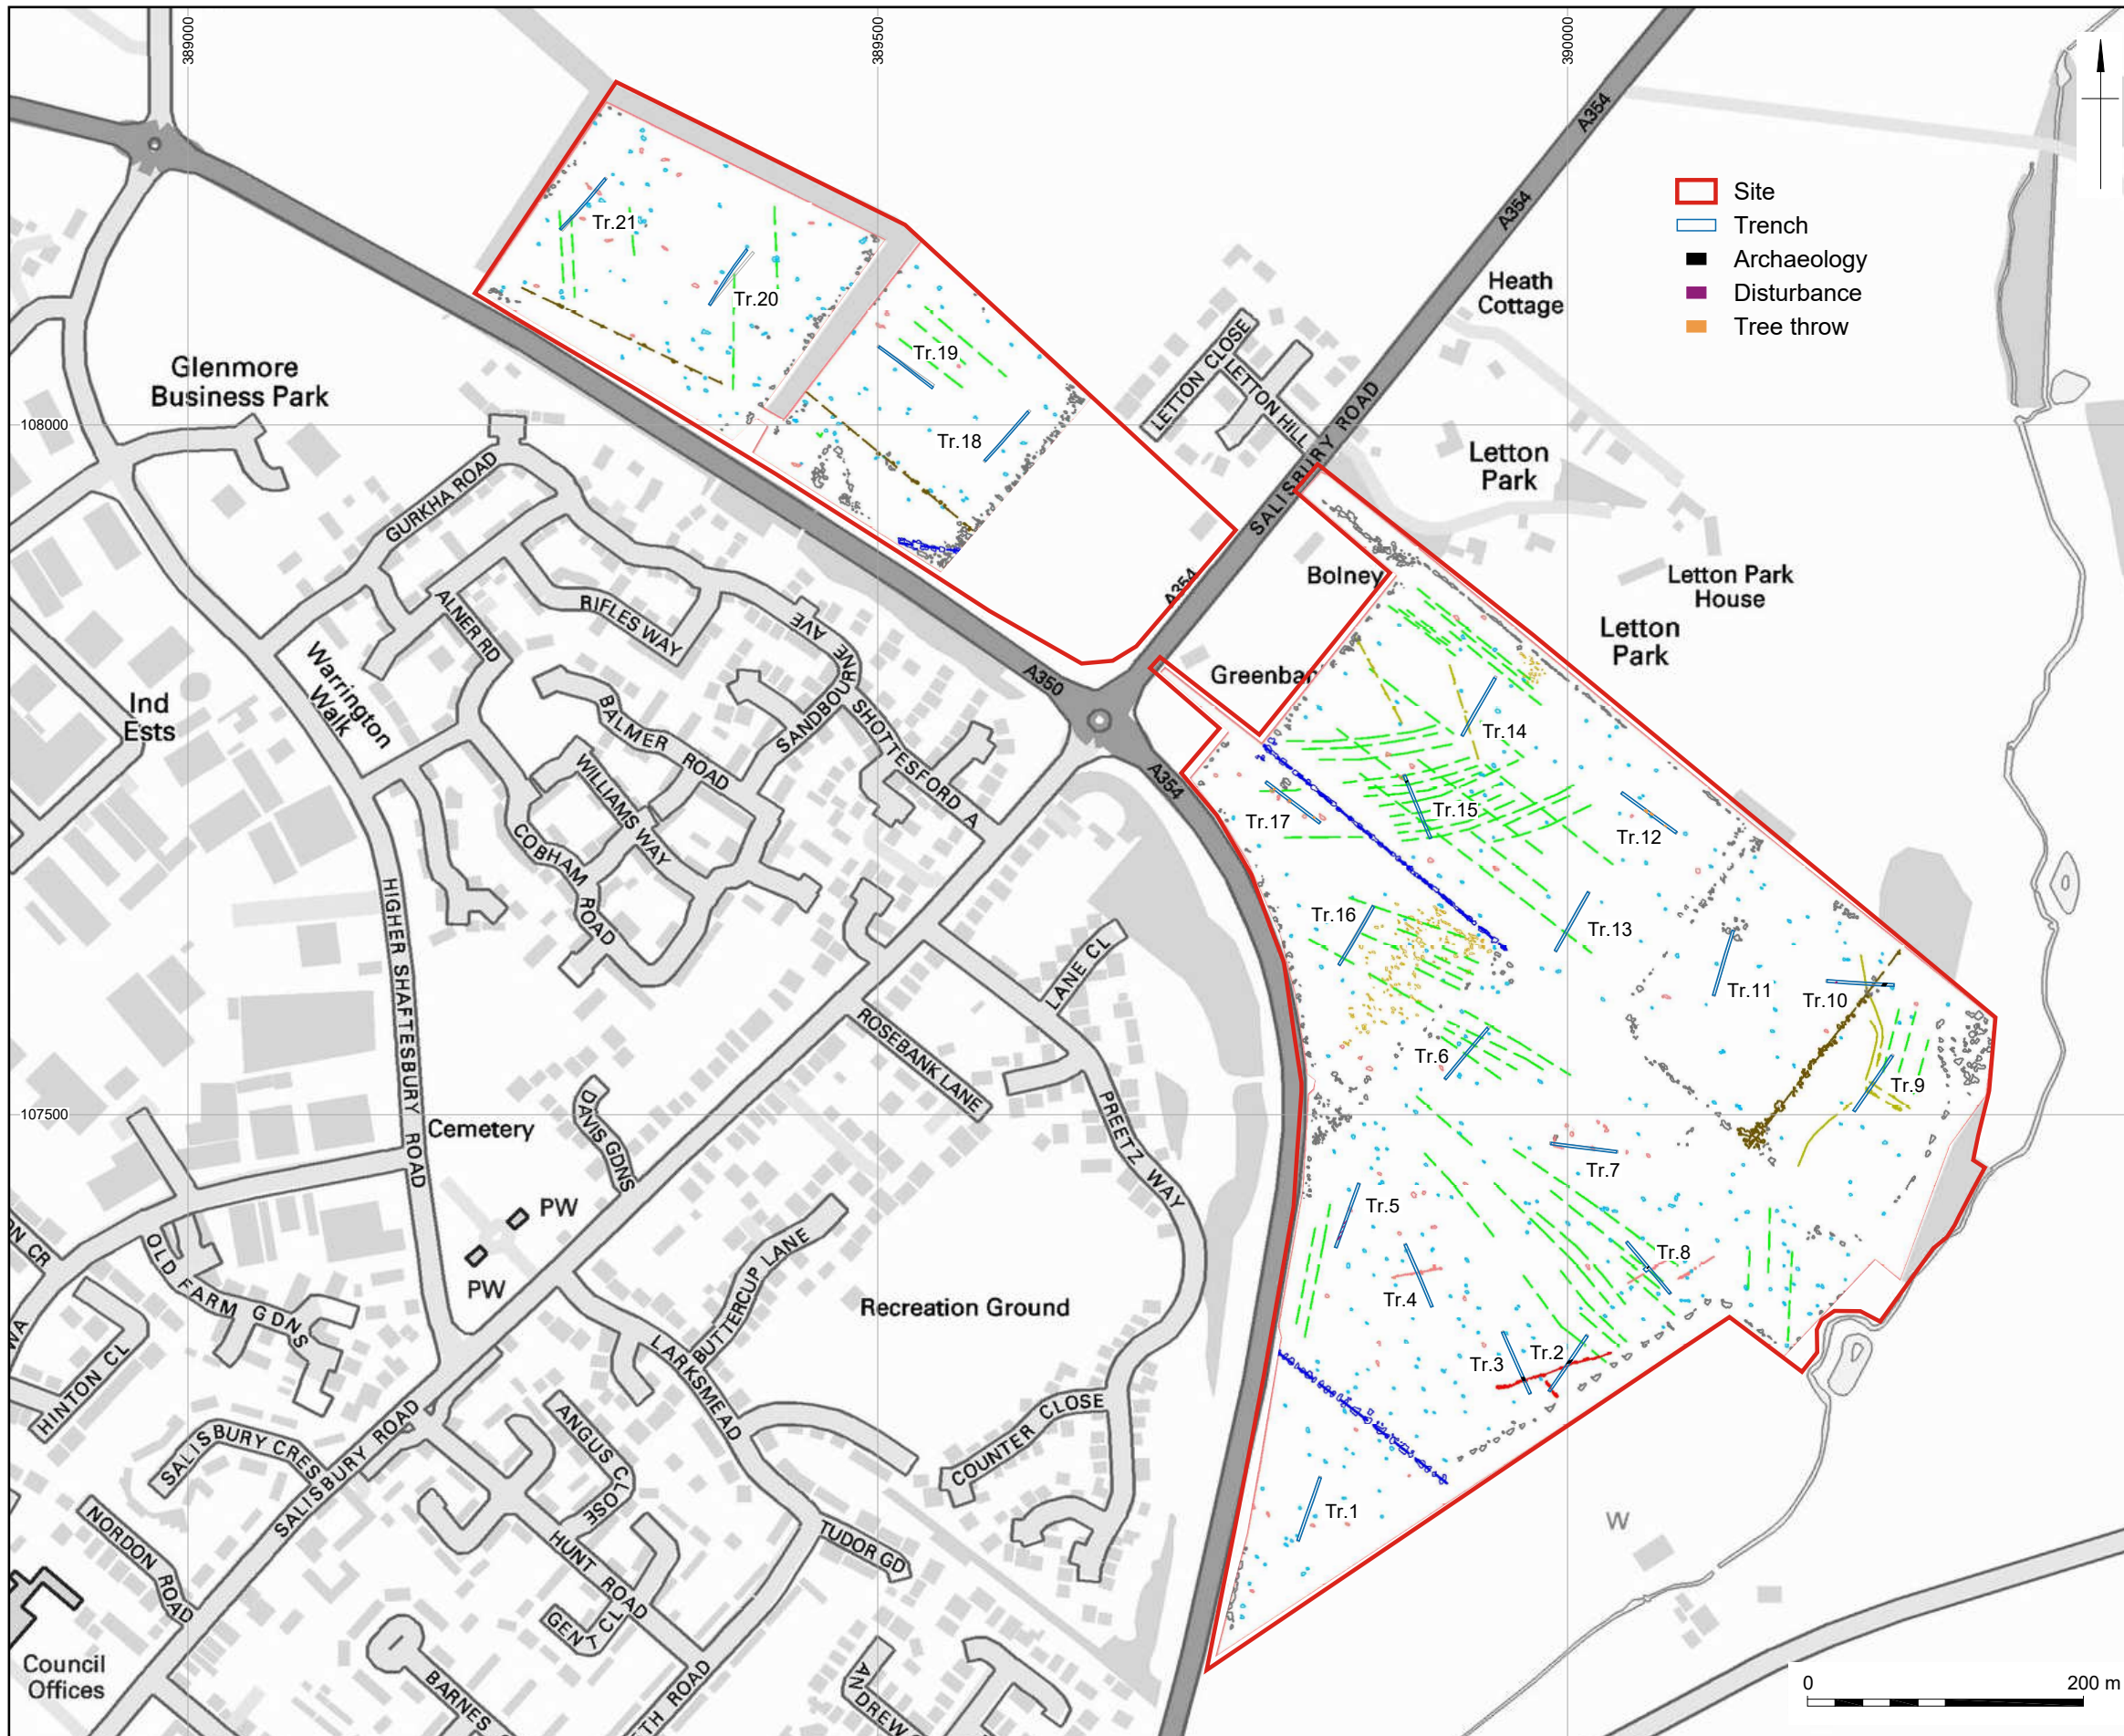 389000
389500
390000
A354
A354
Site
Trench
Archaeology
Disturbance
Tree throw
Tr.21
Tr.20
Tr.19
Tr.18
Heath
Cottage
Glenmore
Business Park
108000
LETTON CLOSE
LETTON HILL
SALISBURY ROAD
Letton
Park
GURKHA ROAD
Bolney
Letton Park
House
A354
ALNER RD
RIFLES WAY
AVE
SANDBOURNE
Letton
Park
Greenban
Warrington
Walk
A350
Ind
Ests
BALMER ROAD
SHOTTESFORD A
A354
WILLIAMS WAY
COBHAM ROAD
Tr.14
Tr.15
Tr.17
Tr.12
Tr.16
Tr.13
HIGHER SHAFTESBURY ROAD
LANE CL
Tr.11
Tr.10
ROSEBANK LANE
Tr.6
Tr.9
107500
Cemetery
DAVIS GDNS
PREETZ WAY
Tr.7
PW
PW
Tr.5
Tr.8
OLD FARM GDNS
BUTTERCUP LANE
Recreation Ground
Tr.4
HINTON CL
LARKSMEAD
Tr.3
Tr.2
SALISBURY CRES
SALISBURY ROAD
ANGUS CLOSE
COUNTER CLOSE
Tr.1
NORDON ROAD
HUNT ROAD
TUDOR GD
W
GENT CL
Council
Offices
BARNES
TH ROAD
ANDREW
0
200 m